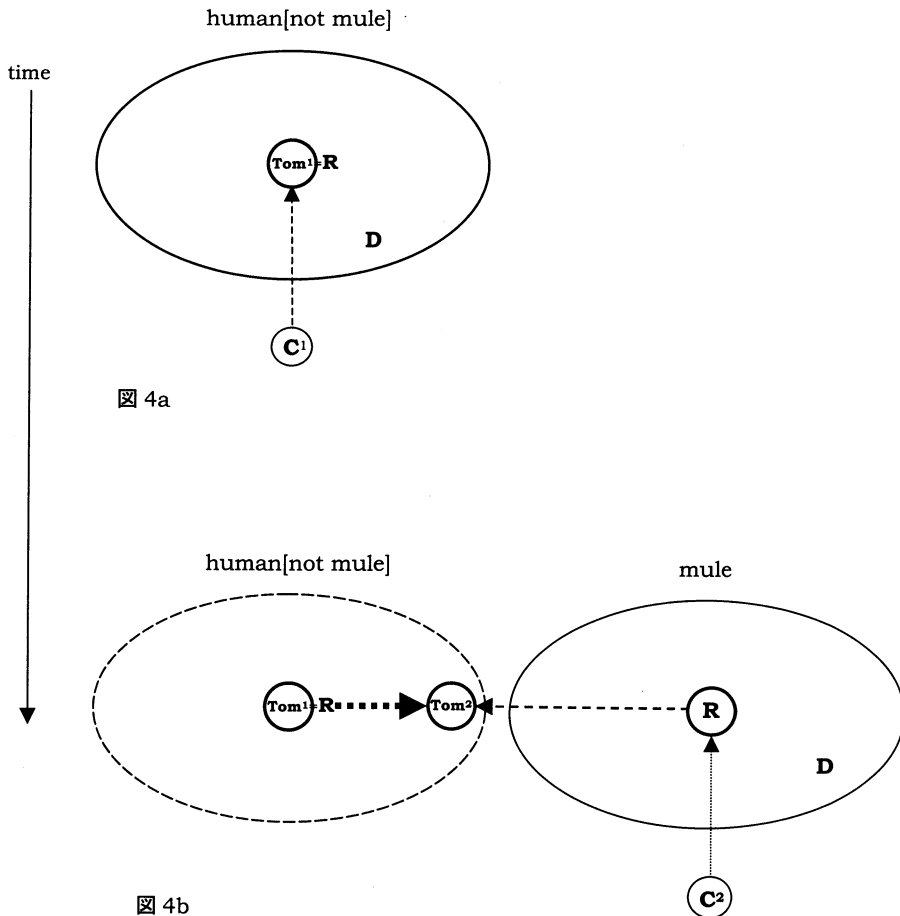 human[not mule]
time
Tom¹=R
D
C¹
図 4a
human[not mule]
mule
Tom¹=R
Tom²
R
D
C²
図 4b